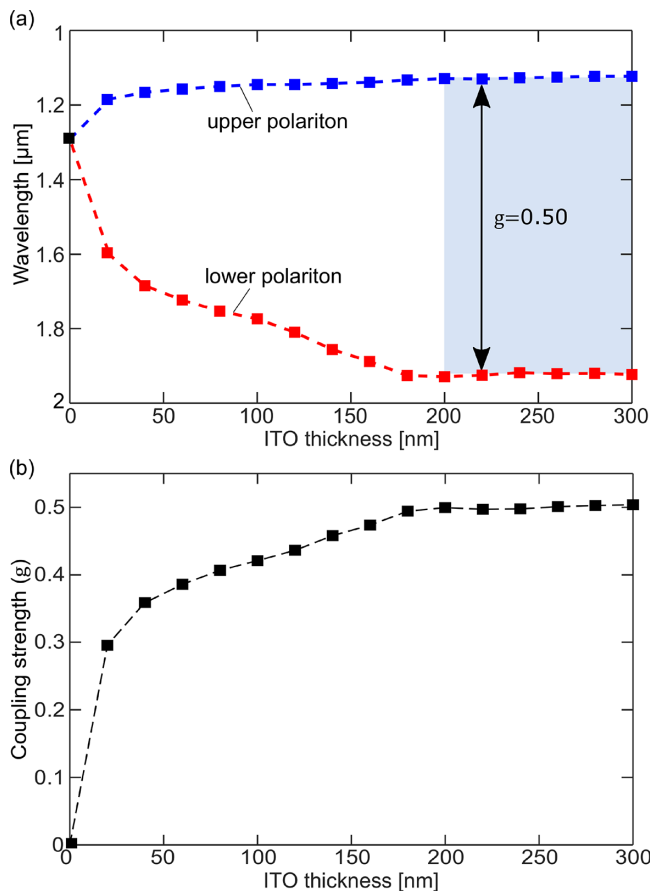 (a)
1
1.2
1.4
1.6
1.8
2
Wavelength [µm]
upper polariton
lower polariton
g=0.50
0 50 100 150 200 250 300
ITO thickness [nm]
(b)
0.5
0.4
0.3
0.2
0.1
0
Coupling strength (g)
0 50 100 150 200 250 300
ITO thickness [nm]